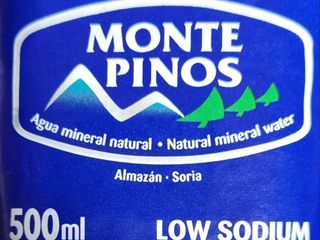 MONTE
PINOS
Agua mineral natural • Natural mineral water
Almazán · Soria
500ml
LOW SODIUM